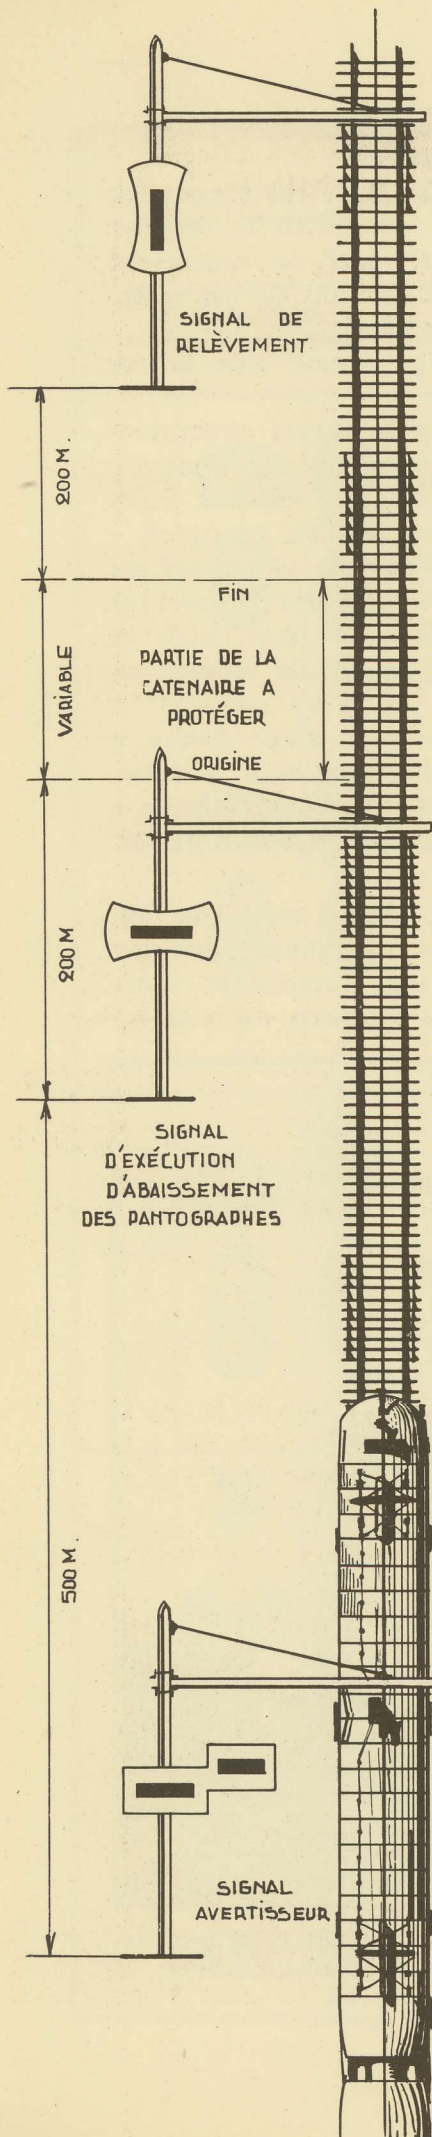 SIGNAL DE
RELÈVEMENT
200 M.
FIN
VARIABLE
PARTIE DE LA
CATENAIRE A
PROTÉGER
ORIGINE
200 M
SIGNAL
D'EXÉCUTION
D'ABAISSEMENT
DES PANTOGRAPHES
500 M.
SIGNAL
AVERTISSEUR